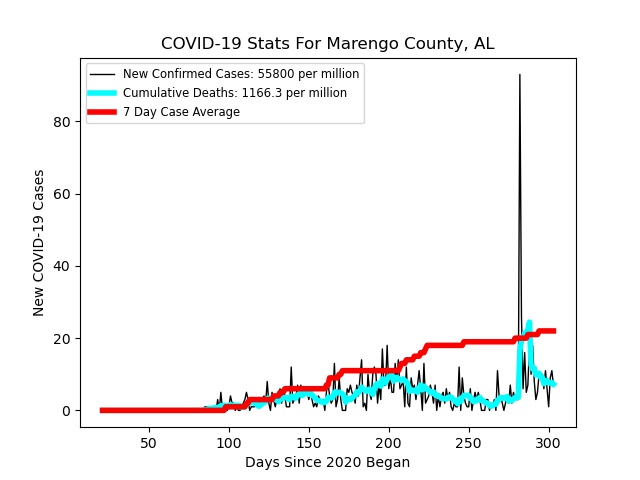 COVID-19 Stats For Marengo County, AL
New Confirmed Cases: 55800 per million
Cumulative Deaths: 1166.3 per million
7 Day Case Average
New COVID-19 Cases
80
60
40
20
0
50 100 150 200 250 300
Days Since 2020 Began